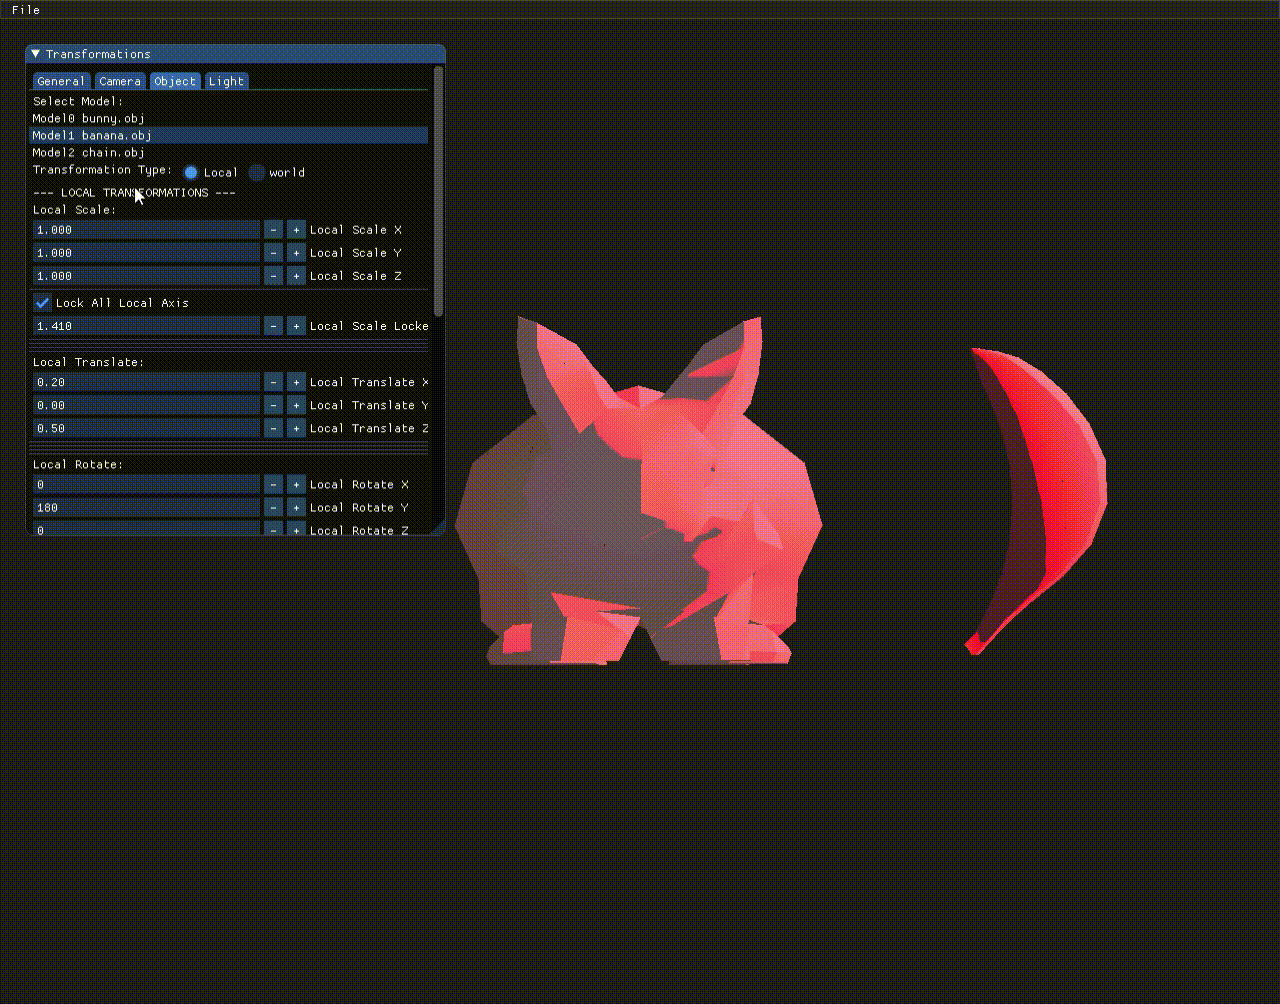 File
Transformations
General Camera Object Light
Select Model:
Model0 bunny.obj
Model1 banana.obj
Model2 chain.obj
Transformation Type: Local world
--- LOCAL TRANSFORMATIONS ---
Local Scale:
1.000 - + Local Scale X
1.000 - + Local Scale Y
1.000 - + Local Scale Z
Lock All Local Axis
1.410 - + Local Scale Locke
Local Translate:
0.20 - + Local Translate X
0.00 - + Local Translate Y
0.50 - + Local Translate Z
Local Rotate:
0 - + Local Rotate X
180 - + Local Rotate Y
0 - + Local Rotate Z